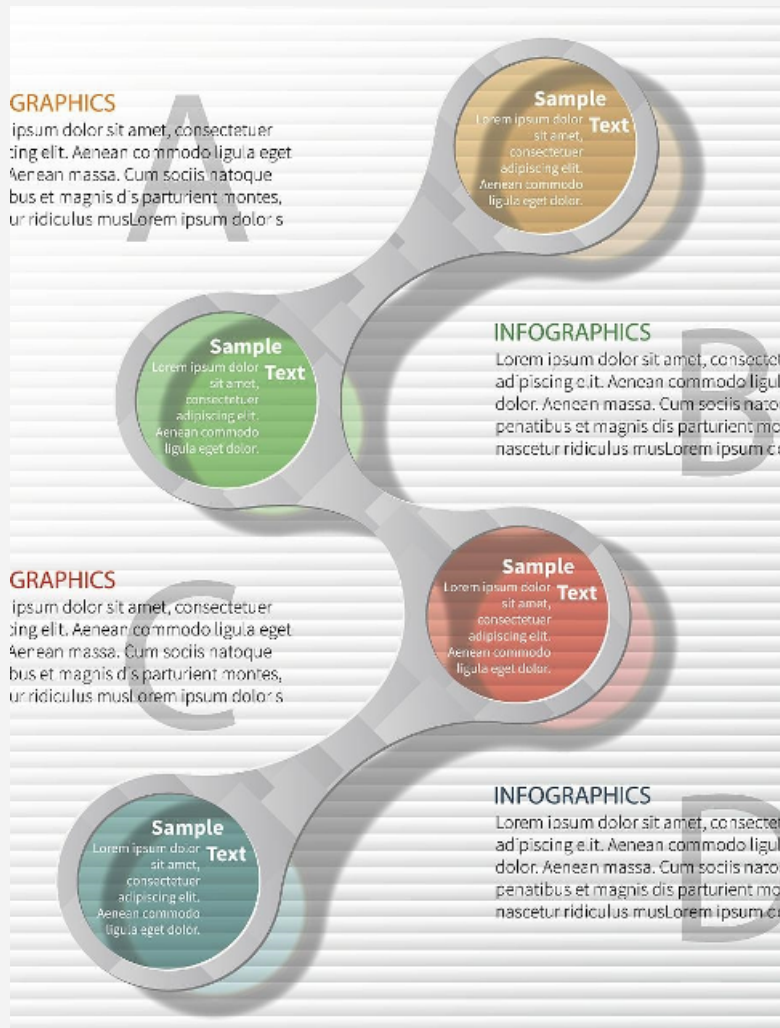 GRAPHICS
ipsum dolor sit amet, consectetuer
cing elit. Aenean commodo ligula eget
Aenean massa. Cum sociis natoque
bus et magnis dis parturient montes,
ur ridiculus musLorem ipsum dolor s
A
Sample
Text
Lorem ipsum dolor
sit amet,
consectetuer
adipiscing elit.
Aenean commodo
ligula eget dolor.
Sample
Text
Lorem ipsum dolor
sit amet,
consectetuer
adipiscing elit.
Aenean commodo
ligula eget dolor.
INFOGRAPHICS
Lorem ipsum dolor sit amet, consectet
adipiscing elit. Aenean commodo ligul
dolor. Aenean massa. Cum sociis nato
penatibus et magnis dis parturient mo
nascetur ridiculus musLorem ipsum do
B
GRAPHICS
ipsum dolor sit amet, consectetuer
cing elit. Aenean commodo ligula eget
Aenean massa. Cum sociis natoque
bus et magnis dis parturient montes,
ur ridiculus musLorem ipsum dolor s
C
Sample
Text
Lorem ipsum dolor
sit amet,
consectetuer
adipiscing elit.
Aenean commodo
ligula eget dolor.
Sample
Text
Lorem ipsum dolor
sit amet,
consectetuer
adipiscing elit.
Aenean commodo
ligula eget dolor.
INFOGRAPHICS
Lorem ipsum dolor sit amet, consectet
adipiscing elit. Aenean commodo ligul
dolor. Aenean massa. Cum sociis nato
penatibus et magnis dis parturient mo
nascetur ridiculus musLorem ipsum do
D